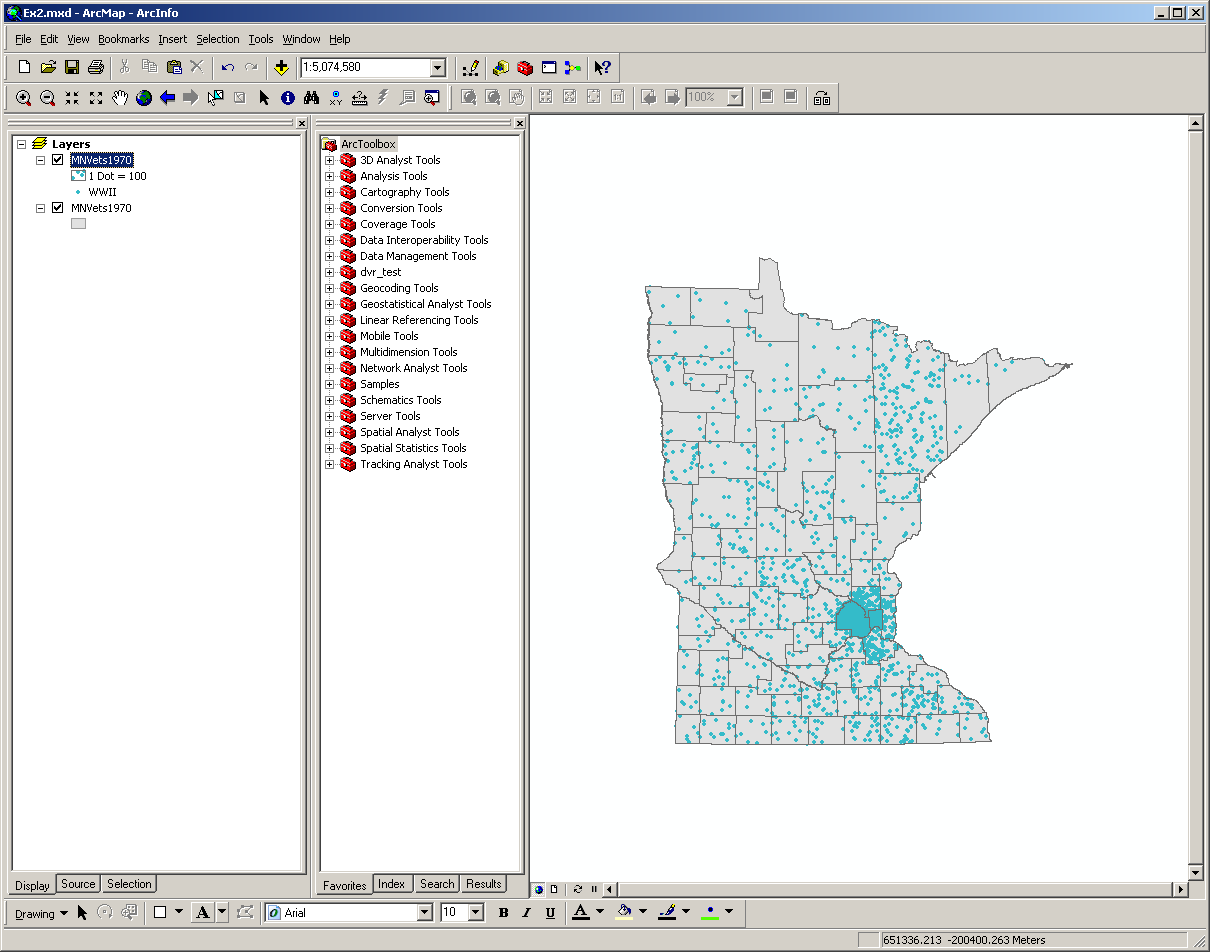 Ex2.mxd - ArcMap - ArcInfo
File Edit View Bookmarks Insert Selection Tools Window Help
1:5,074,580
XY 1:1 100%
Layers
MNVets1970
1 Dot = 100
WWII
MNVets1970
ArcToolbox
3D Analyst Tools
Analysis Tools
Cartography Tools
Conversion Tools
Coverage Tools
Data Interoperability Tools
Data Management Tools
dvr_test
Geocoding Tools
Geostatistical Analyst Tools
Linear Referencing Tools
Mobile Tools
Multidimension Tools
Network Analyst Tools
Samples
Schematics Tools
Server Tools
Spatial Analyst Tools
Spatial Statistics Tools
Tracking Analyst Tools
Display Source Selection
Favorites Index Search Results
Drawing A Arial 10 B I U A
651336.213 -200400.263 Meters